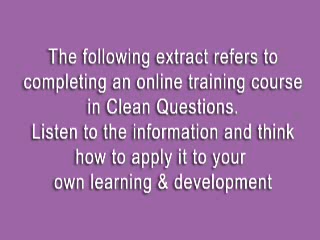 The following extract refers to
completing an online training course
in Clean Questions.
Listen to the information and think
how to apply it to your
own learning & development